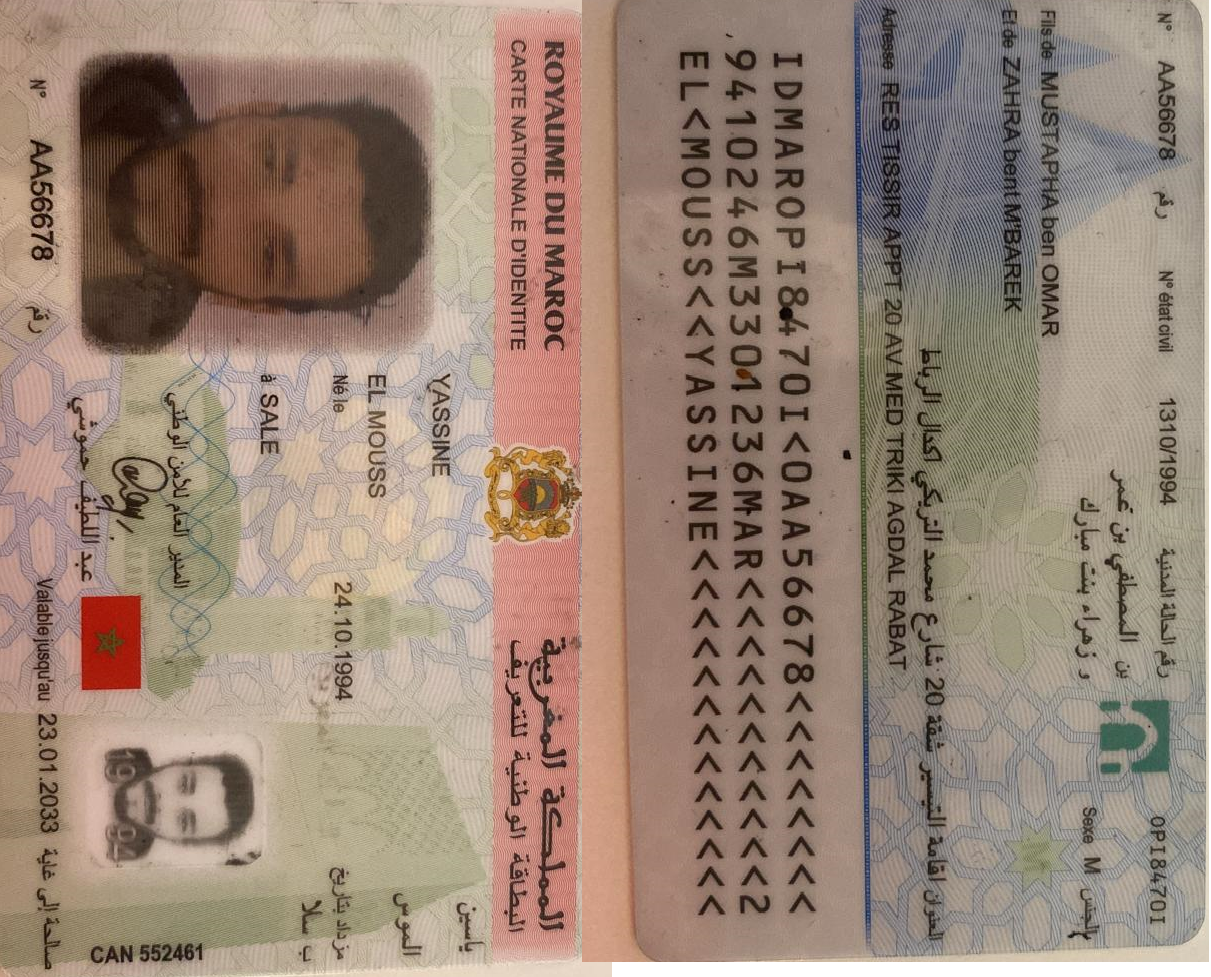 ROYAUME DU MAROC
المملكة المغربية
CARTE NATIONALE D'IDENTITE
البطاقة الوطنية للتعريف
YASSINE
ياسين
EL MOUSS
الموس
Né le 24.10.1994 مزداد بتاريخ
à SALE
ب سلا
المدير العام للأمن الوطني
عبد اللطيف حموشي
N° AA56678 رقم
Valable jusqu'au 23.01.2033 صالحة إلى غاية
1994
CAN 552461
N° AA56678 رقم
N° état civil 1310/1994 رقم الحالة المدنية
OPI8470I
Fils de MUSTAPHA ben OMAR
بن المصطفي بن عمر
Et de ZAHRA bent M'BAREK
و زهراء بنت مبارك
Sexe M الجنس
العنوان اقامة التيسير شقة 20 شارع محمد التريكي اكدال الرباط
Adresse RES TISSIR APPT 20 AV MED TRIKI AGDAL RABAT
IDMAROPI8470I<0AA56678<<<<<<<<
9410246M3301236MAR<<<<<<<<<<<2
EL<MOUSS<<YASSINE<<<<<<<<<<<<<